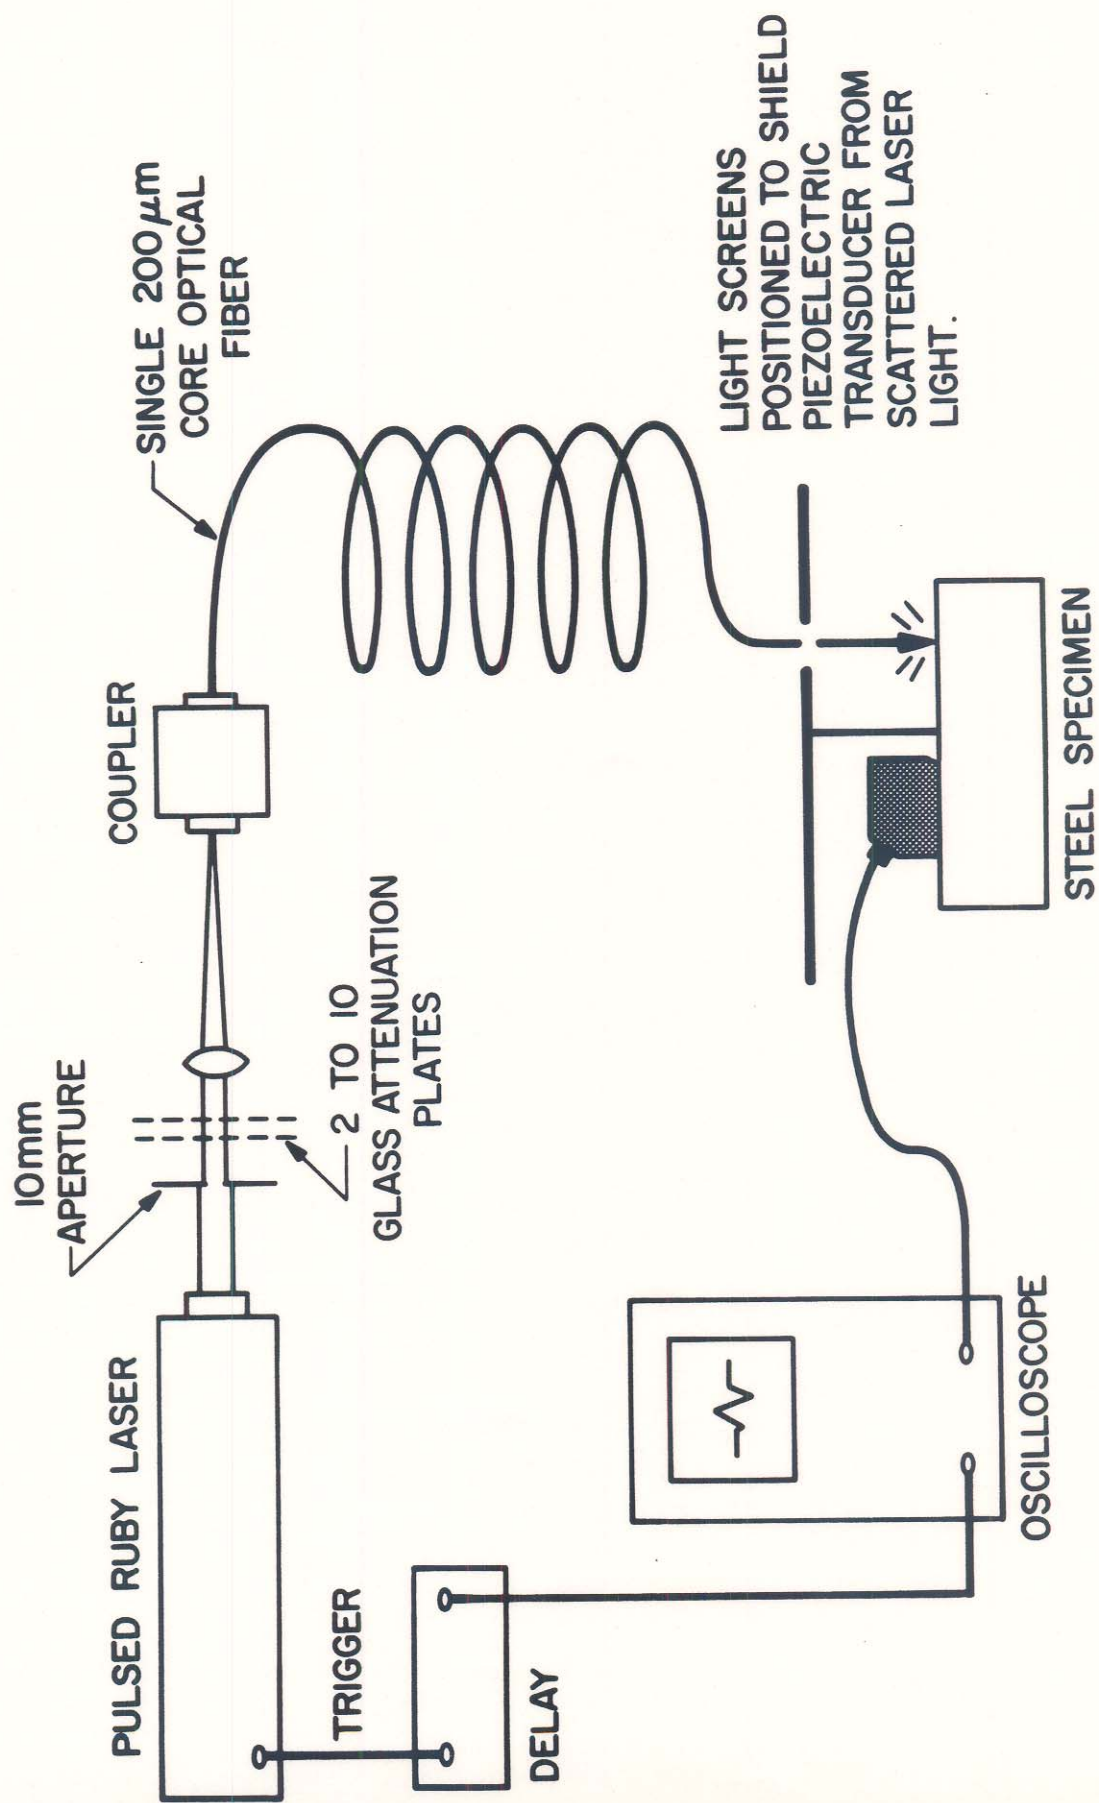 PULSED RUBY LASER
10mm
APERTURE
2 TO 10
GLASS ATTENUATION
PLATES
COUPLER
SINGLE 200μm
CORE OPTICAL
FIBER
TRIGGER
DELAY
OSCILLOSCOPE
LIGHT SCREENS
POSITIONED TO SHIELD
PIEZOELECTRIC
TRANSDUCER FROM
SCATTERED LASER
LIGHT.
STEEL SPECIMEN